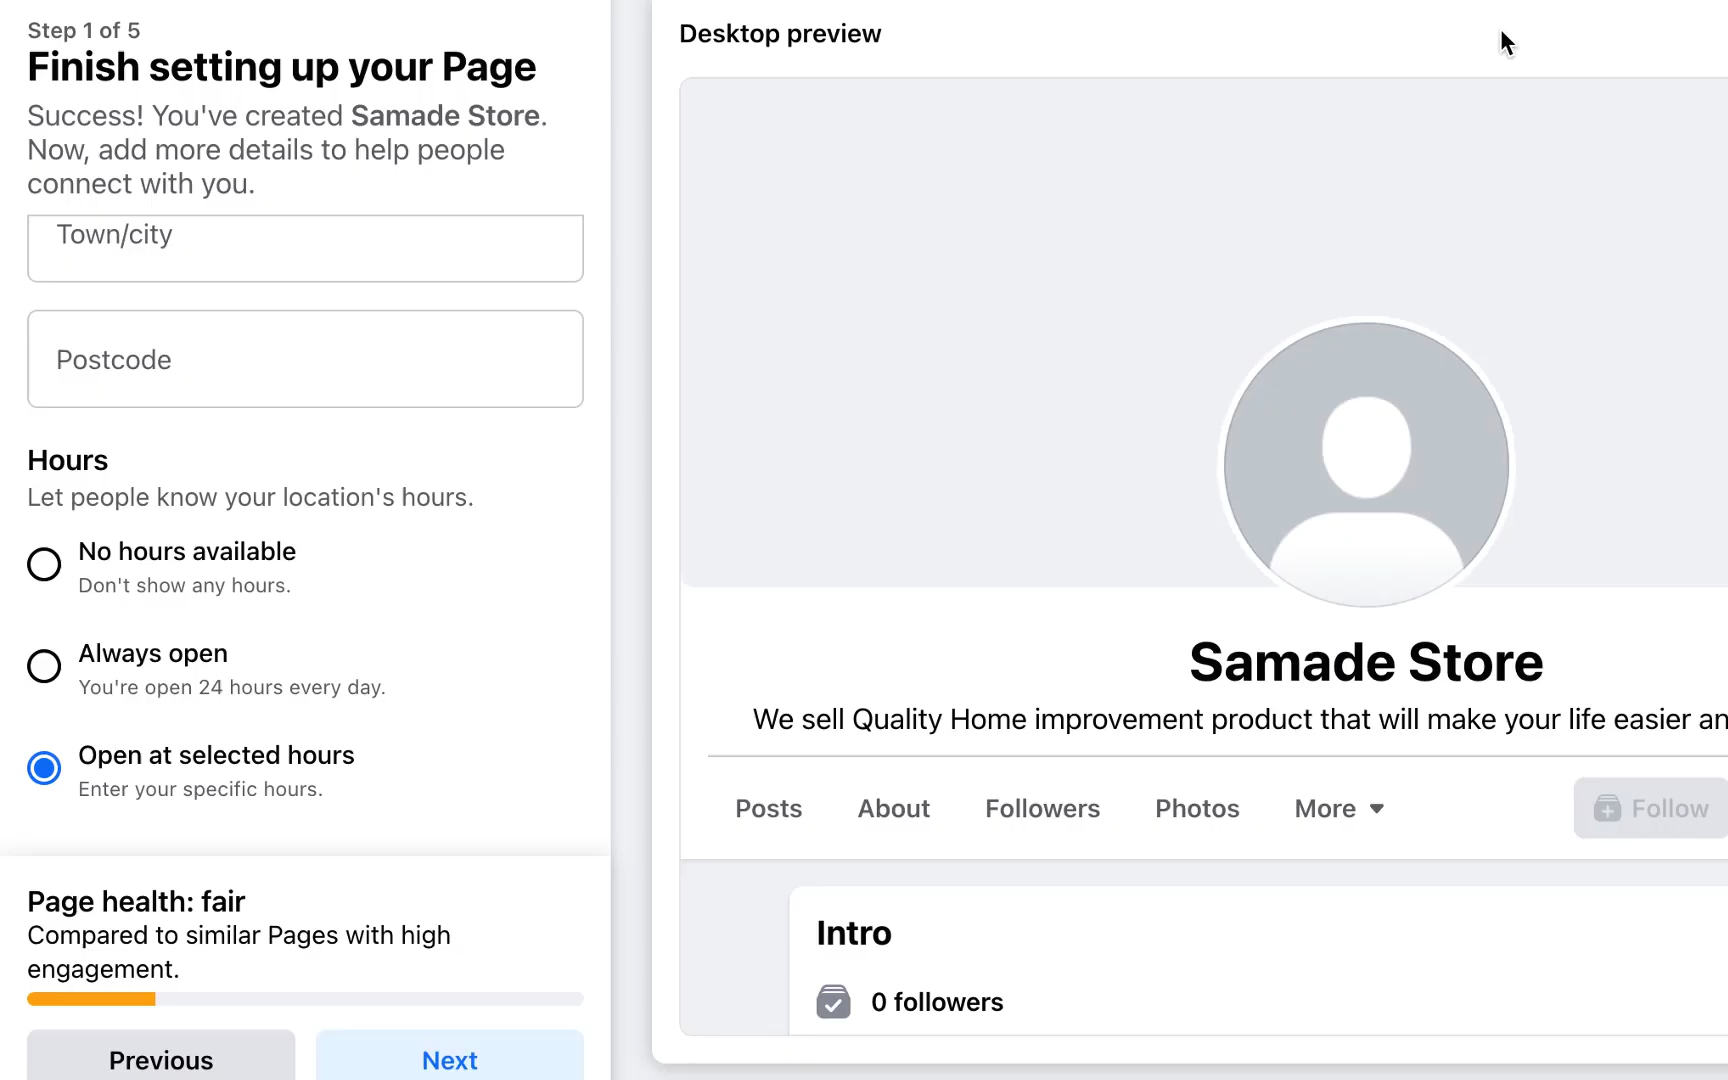 Step 1 of 5
Finish setting up your Page
Success! You've created Samade Store.
Now, add more details to help people
connect with you.
Town/city
Postcode
Hours
Let people know your location's hours.
No hours available
Don't show any hours.
Always open
You're open 24 hours every day.
Open at selected hours
Enter your specific hours.
Page health: fair
Compared to similar Pages with high
engagement.
Previous
Next
Desktop preview
Samade Store
We sell Quality Home improvement product that will make your life easier an
Posts
About
Followers
Photos
More
Follow
Intro
0 followers